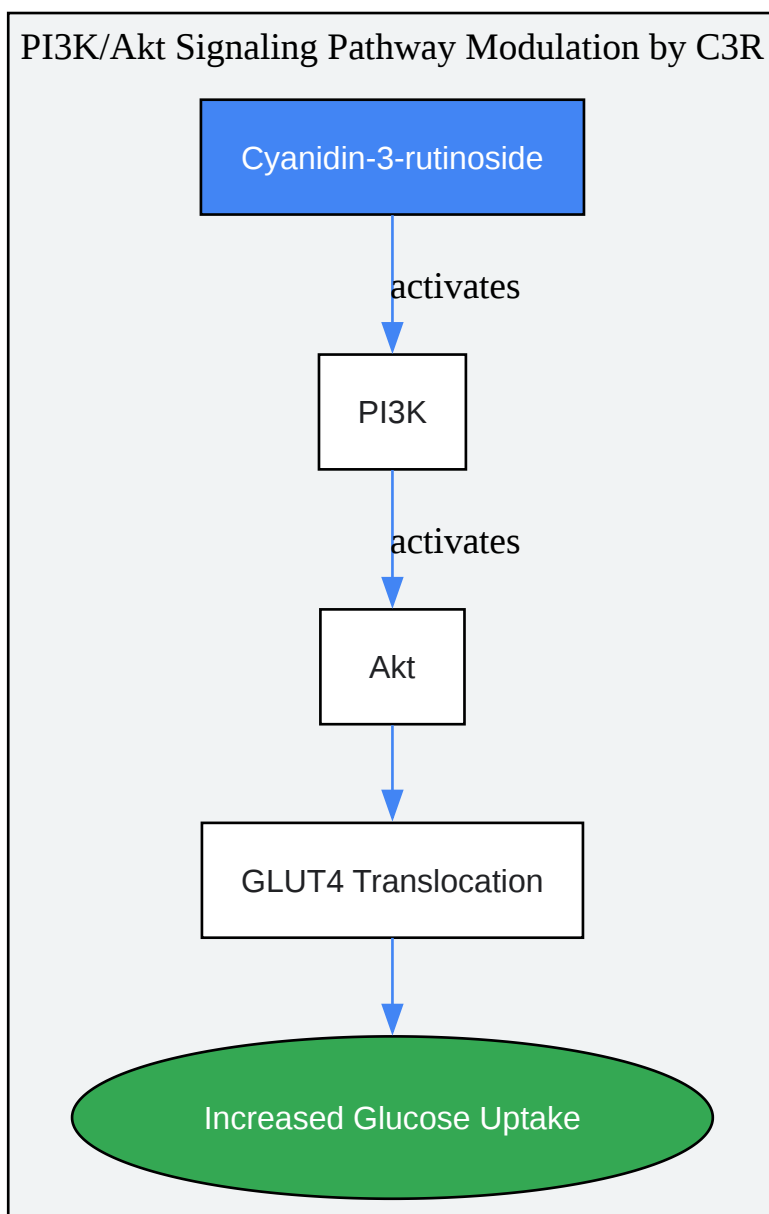 PI3K/Akt Signaling Pathway Modulation by C3R
Cyanidin-3-rutinoside
activates
PI3K
activates
Akt
GLUT4 Translocation
Increased Glucose Uptake